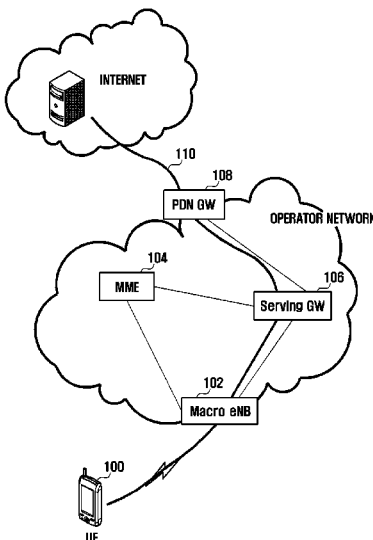 INTERNET
110
108
PDN GW
OPERATOR NETWORK
104
MME
106
Serving GW
102
Macro eNB
100
UE